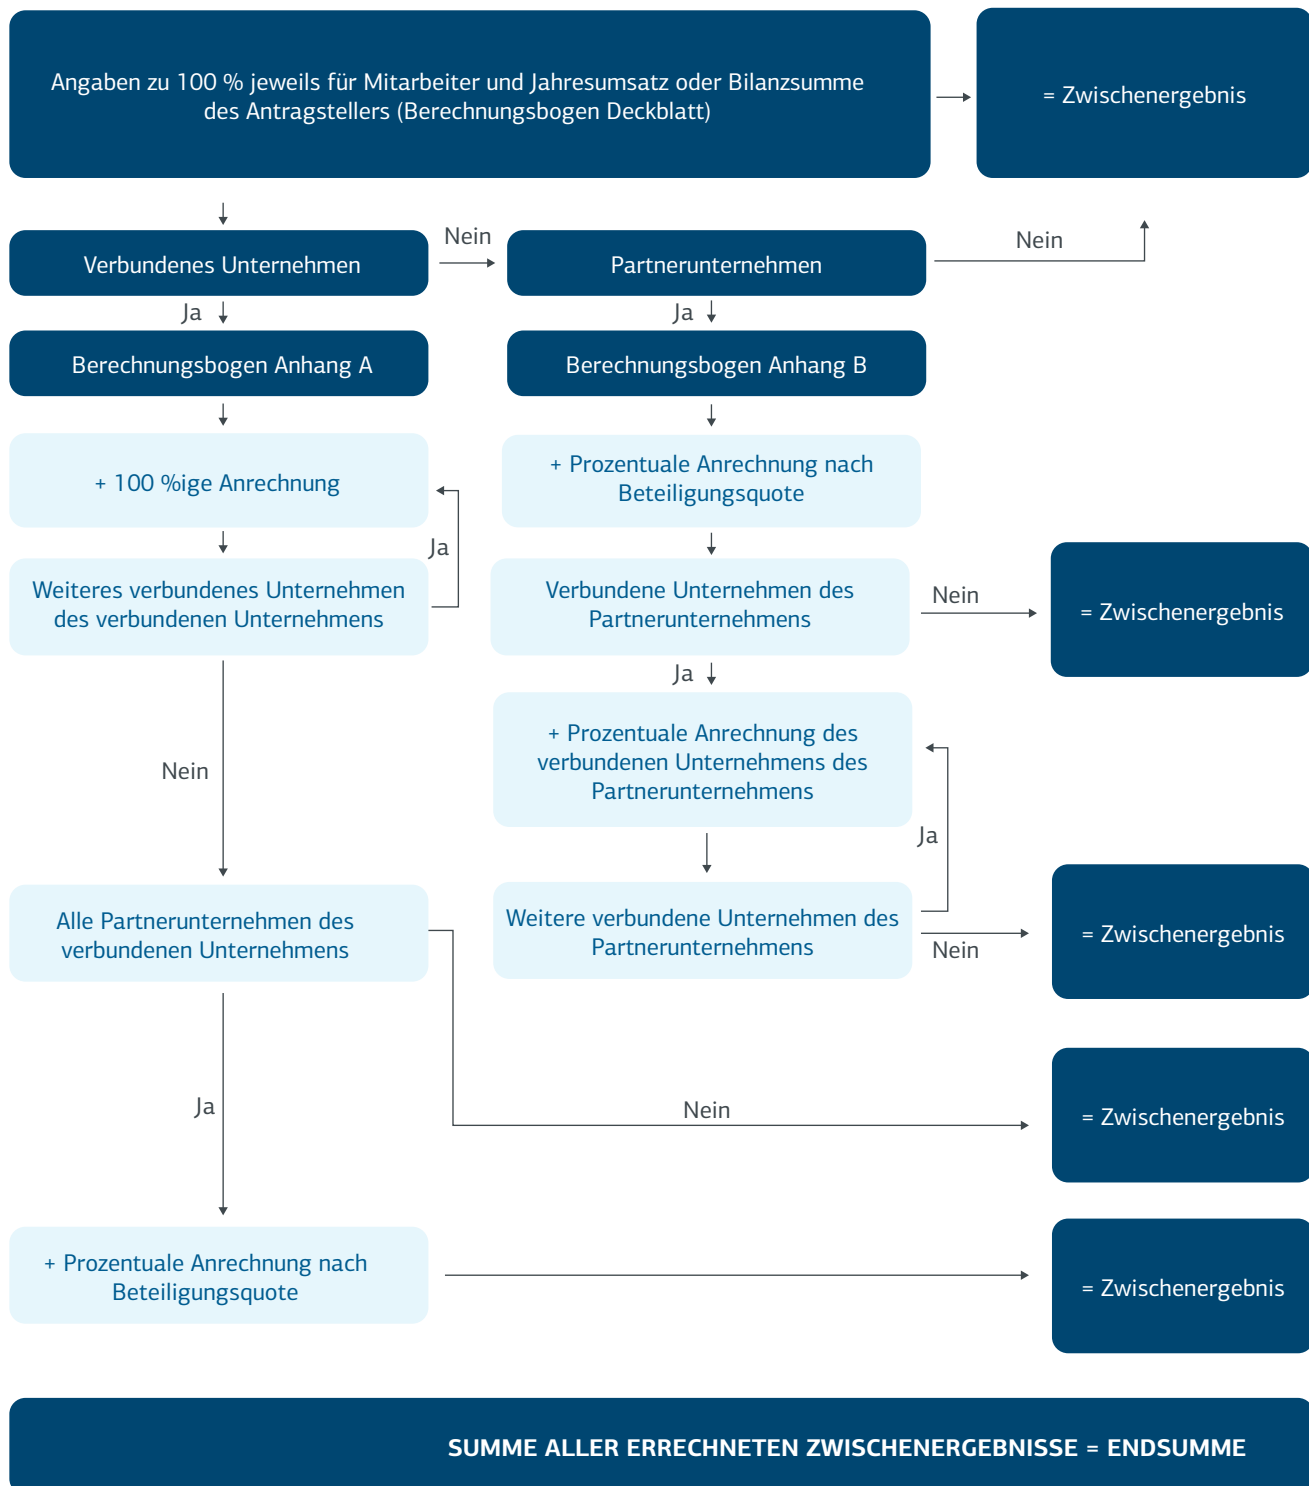 Angaben zu 100 % jeweils für Mitarbeiter und Jahresumsatz oder Bilanzsumme
des Antragstellers (Berechnungsbogen Deckblatt)
= Zwischenergebnis
Verbundenes Unternehmen
Nein
Partnerunternehmen
Nein
Ja
Ja
Berechnungsbogen Anhang A
Berechnungsbogen Anhang B
+ 100 %ige Anrechnung
+ Prozentuale Anrechnung nach
Beteiligungsquote
Ja
Weiteres verbundenes Unternehmen
des verbundenen Unternehmens
Verbundene Unternehmen des
Partnerunternehmens
Nein
= Zwischenergebnis
Ja
+ Prozentuale Anrechnung des
verbundenen Unternehmens des
Partnerunternehmens
Nein
Ja
Alle Partnerunternehmen des
verbundenen Unternehmens
Weitere verbundene Unternehmen des
Partnerunternehmens
Nein
= Zwischenergebnis
Ja
Nein
= Zwischenergebnis
+ Prozentuale Anrechnung nach
Beteiligungsquote
= Zwischenergebnis
SUMME ALLER ERRECHNETEN ZWISCHENERGEBNISSE = ENDSUMME